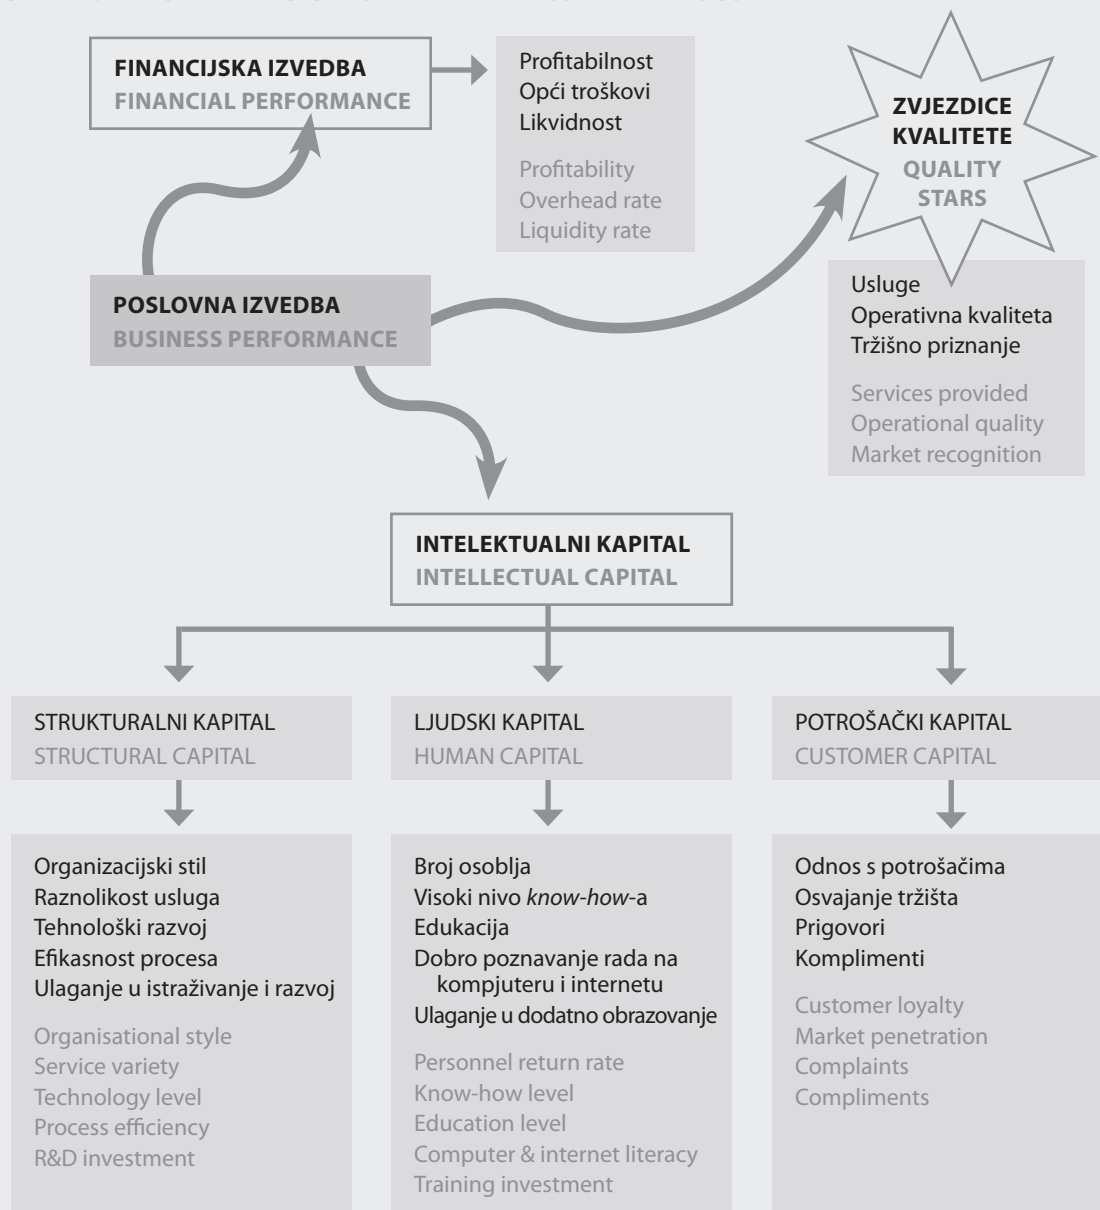 FINANCIJSKA IZVEDBA
FINANCIAL PERFORMANCE
Profitabilnost
Opći troškovi
Likvidnost
Profitability
Overhead rate
Liquidity rate
ZVJEZDICE
KVALITETE
QUALITY
STARS
Usluge
Operativna kvaliteta
Tržišno priznanje
Services provided
Operational quality
Market recognition
POSLOVNA IZVEDBA
BUSINESS PERFORMANCE
INTELEKTUALNI KAPITAL
INTELLECTUAL CAPITAL
STRUKTURALNI KAPITAL
STRUCTURAL CAPITAL
Organizacijski stil
Raznolikost usluga
Tehnološki razvoj
Efikasnost procesa
Ulaganje u istraživanje i razvoj
Organisational style
Service variety
Technology level
Process efficiency
R&D investment
LJUDSKI KAPITAL
HUMAN CAPITAL
Broj osoblja
Visoki nivo know-how-a
Edukacija
Dobro poznavanje rada na
kompjuteru i internetu
Ulaganje u dodatno obrazovanje
Personnel return rate
Know-how level
Education level
Computer & internet literacy
Training investment
POTROŠAČKI KAPITAL
CUSTOMER CAPITAL
Odnos s potrošačima
Osvajanje tržišta
Prigovori
Komplimenti
Customer loyalty
Market penetration
Complaints
Compliments